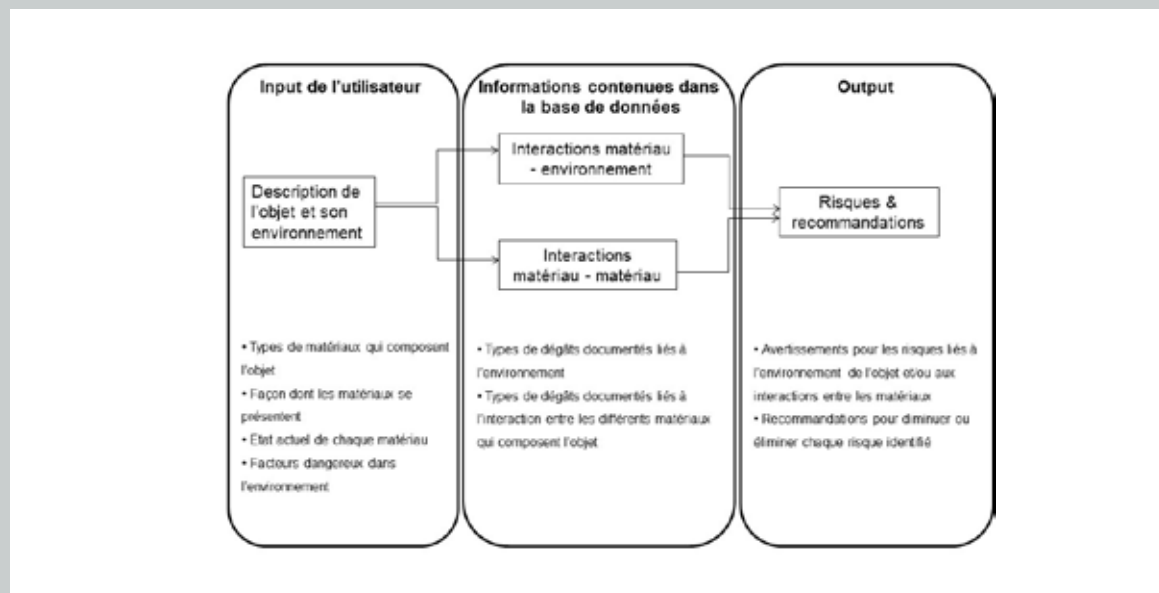 Input de l'utilisateur
Description de
l'objet et son
environnement
• Types de matériaux qui composent
l'objet
• Façon dont les matériaux se
présentent
• Etat actuel de chaque matériau
• Facteurs dangereux dans
l'environnement
Informations contenues dans
la base de données
Interactions matériau
- environnement
Interactions
matériau - matériau
• Types de dégâts documentés liés à
l'environnement
• Types de dégâts documentés liés à
l'interaction entre les différents matériaux
qui composent l'objet
Output
Risques &
recommandations
• Avertissements pour les risques liés à
l'environnement de l'objet et/ou aux
interactions entre les matériaux
• Recommandations pour diminuer ou
éliminer chaque risque identifié